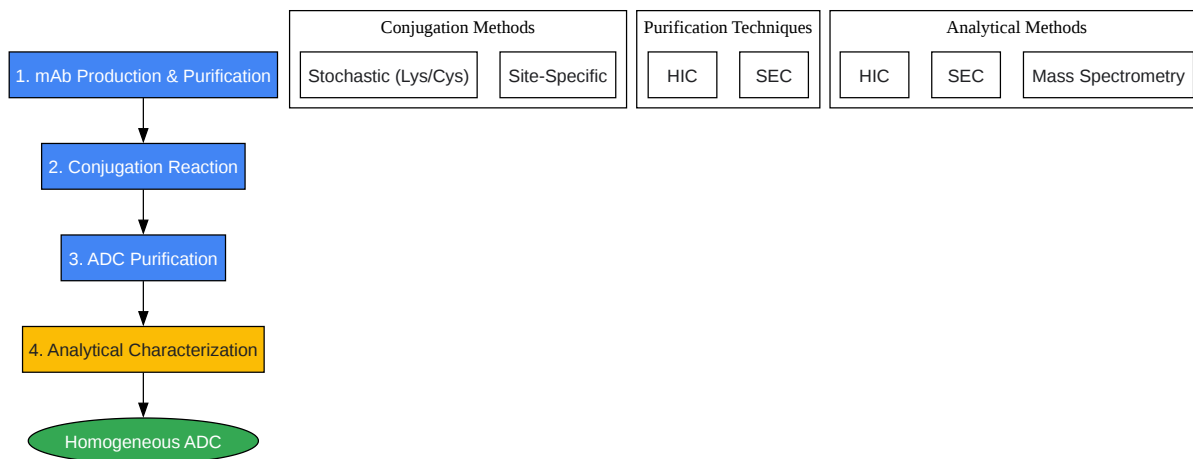 1. mAb Production & Purification
2. Conjugation Reaction
3. ADC Purification
4. Analytical Characterization
Homogeneous ADC
Conjugation Methods
Stochastic (Lys/Cys)
Site-Specific
Purification Techniques
HIC
SEC
Analytical Methods
HIC
SEC
Mass Spectrometry